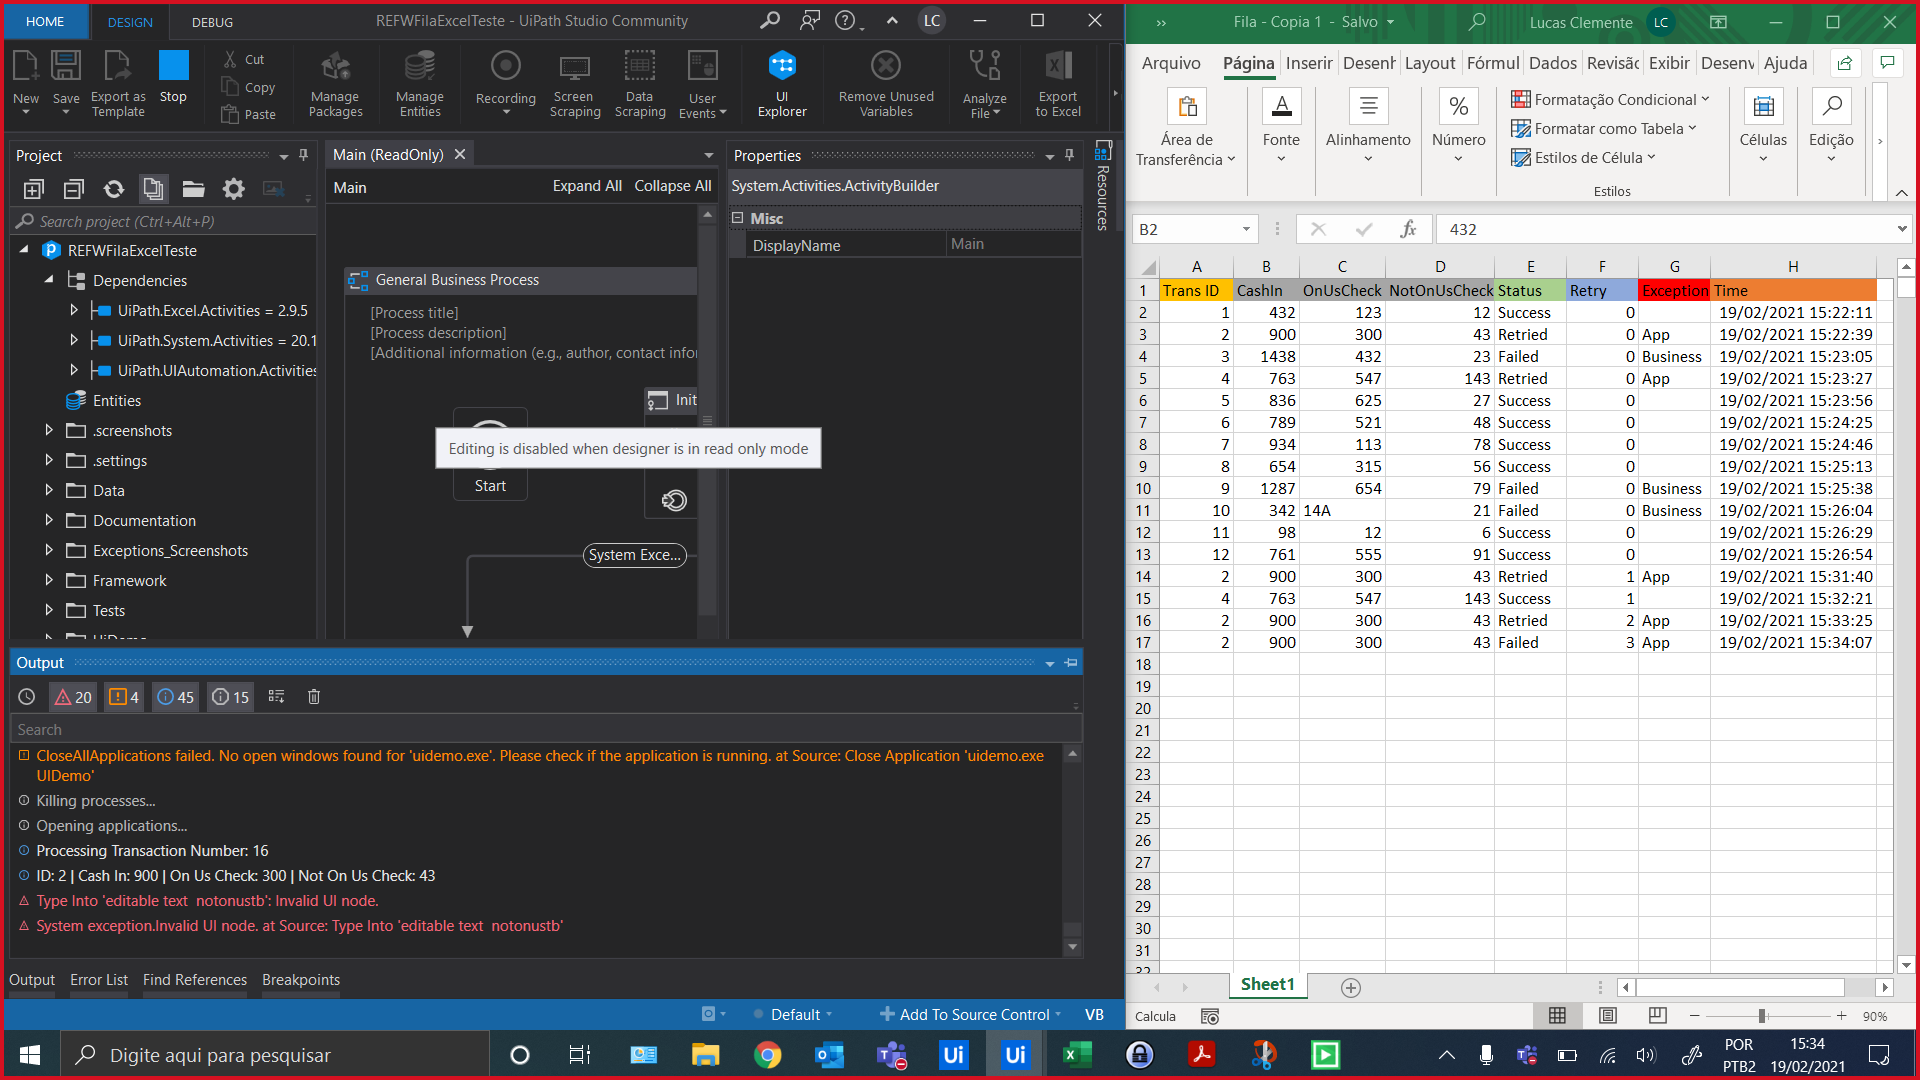 HOME DESIGN DEBUG REFWFilaExcelTeste - UiPath Studio Community LC
New Save Export as Template Stop Cut Copy Paste Manage Packages Manage Entities Recording Screen Scraping Data Scraping User Events UI Explorer Remove Unused Variables Analyze File Export to Excel
Project
Search project (Ctrl+Alt+P)
REFWFilaExcelTeste
Dependencies
UiPath.Excel.Activities = 2.9.5
UiPath.System.Activities = 20.1
UiPath.UIAutomation.Activities
Entities
.screenshots
.settings
Data
Documentation
Exceptions_Screenshots
Framework
Tests
Main (ReadOnly)
Main Expand All Collapse All
General Business Process
[Process title]
[Process description]
[Additional information (e.g., author, contact infor
Init
Editing is disabled when designer is in read only mode
Start
System Exce...
Properties
System.Activities.ActivityBuilder
Misc
DisplayName Main
Resources
Output
20 4 45 15
Search
CloseAllApplications failed. No open windows found for 'uidemo.exe'. Please check if the application is running. at Source: Close Application 'uidemo.exe
UIDemo'
Killing processes...
Opening applications...
Processing Transaction Number: 16
ID: 2 | Cash In: 900 | On Us Check: 300 | Not On Us Check: 43
Type Into 'editable text  notonustb': Invalid UI node.
System exception.Invalid UI node. at Source: Type Into 'editable text  notonustb'
Output Error List Find References Breakpoints
Default Add To Source Control VB
Fila - Copia 1 - Salvo Lucas Clemente LC
Arquivo Página Inserir Desenh Layout Fórmul Dados Revisãc Exibir Desenv Ajuda
Área de Transferência Fonte Alinhamento Número
Formatação Condicional
Formatar como Tabela
Estilos de Célula
Estilos
Células Edição
B2 fx 432
A B C D E F G H
1 Trans ID CashIn OnUsCheck NotOnUsCheck Status Retry Exception Time
2 1 432 123 12 Success 0 19/02/2021 15:22:11
3 2 900 300 43 Retried 0 App 19/02/2021 15:22:39
4 3 1438 432 23 Failed 0 Business 19/02/2021 15:23:05
5 4 763 547 143 Retried 0 App 19/02/2021 15:23:27
6 5 836 625 27 Success 0 19/02/2021 15:23:56
7 6 789 521 48 Success 0 19/02/2021 15:24:25
8 7 934 113 78 Success 0 19/02/2021 15:24:46
9 8 654 315 56 Success 0 19/02/2021 15:25:13
10 9 1287 654 79 Failed 0 Business 19/02/2021 15:25:38
11 10 342 14A 21 Failed 0 Business 19/02/2021 15:26:04
12 11 98 12 6 Success 0 19/02/2021 15:26:29
13 12 761 555 91 Success 0 19/02/2021 15:26:54
14 2 900 300 43 Retried 1 App 19/02/2021 15:31:40
15 4 763 547 143 Success 1 19/02/2021 15:32:21
16 2 900 300 43 Retried 2 App 19/02/2021 15:33:25
17 2 900 300 43 Failed 3 App 19/02/2021 15:34:07
18
19
20
21
22
23
24
25
26
27
28
29
30
31
32
Sheet1
Calcula 90%
Digite aqui para pesquisar
Ui Ui
POR
PTB2
15:34
19/02/2021